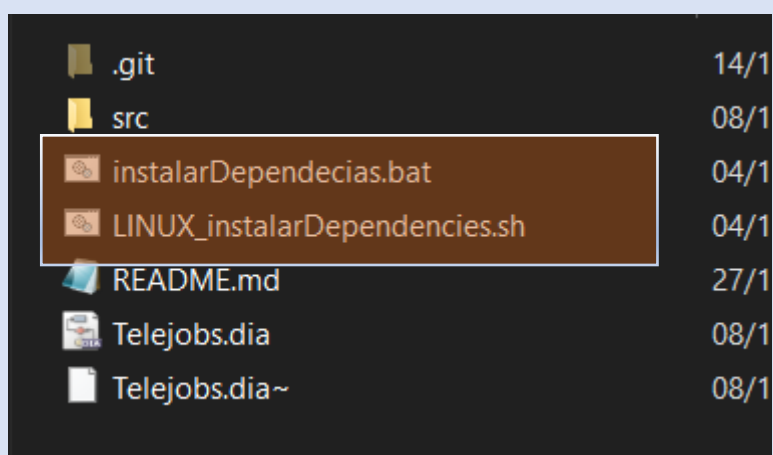 .git 14/1
src 08/1
instalarDependecias.bat 04/1
LINUX_instalarDependencies.sh 04/1
README.md 27/1
Telejobs.dia 08/1
Telejobs.dia~ 08/1